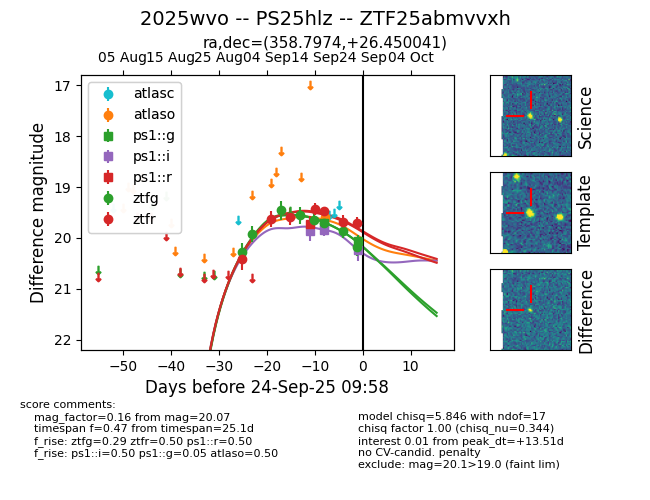 2025wvo -- PS25hlz -- ZTF25abmvvxh
ra,dec=(358.7974,+26.450041)
05 Aug15 Aug25 Aug04 Sep14 Sep24 Sep04 Oct
17
18
19
20
21
22
Difference magnitude
atlasc
atlaso
ps1::g
ps1::i
ps1::r
ztfg
ztfr
−50
−40
−30
−20
−10
0
10
Days before 24-Sep-25 09:58
Science
Template
Difference
score comments:
mag_factor=0.16 from mag=20.07
timespan f=0.47 from timespan=25.1d
f_rise: ztfg=0.29 ztfr=0.50 ps1::r=0.50
f_rise: ps1::i=0.50 ps1::g=0.05 atlaso=0.50
model chisq=5.846 with ndof=17
chisq factor 1.00 (chisq_nu=0.344)
interest 0.01 from peak_dt=+13.51d
no CV-candid. penalty
exclude: mag=20.1>19.0 (faint lim)